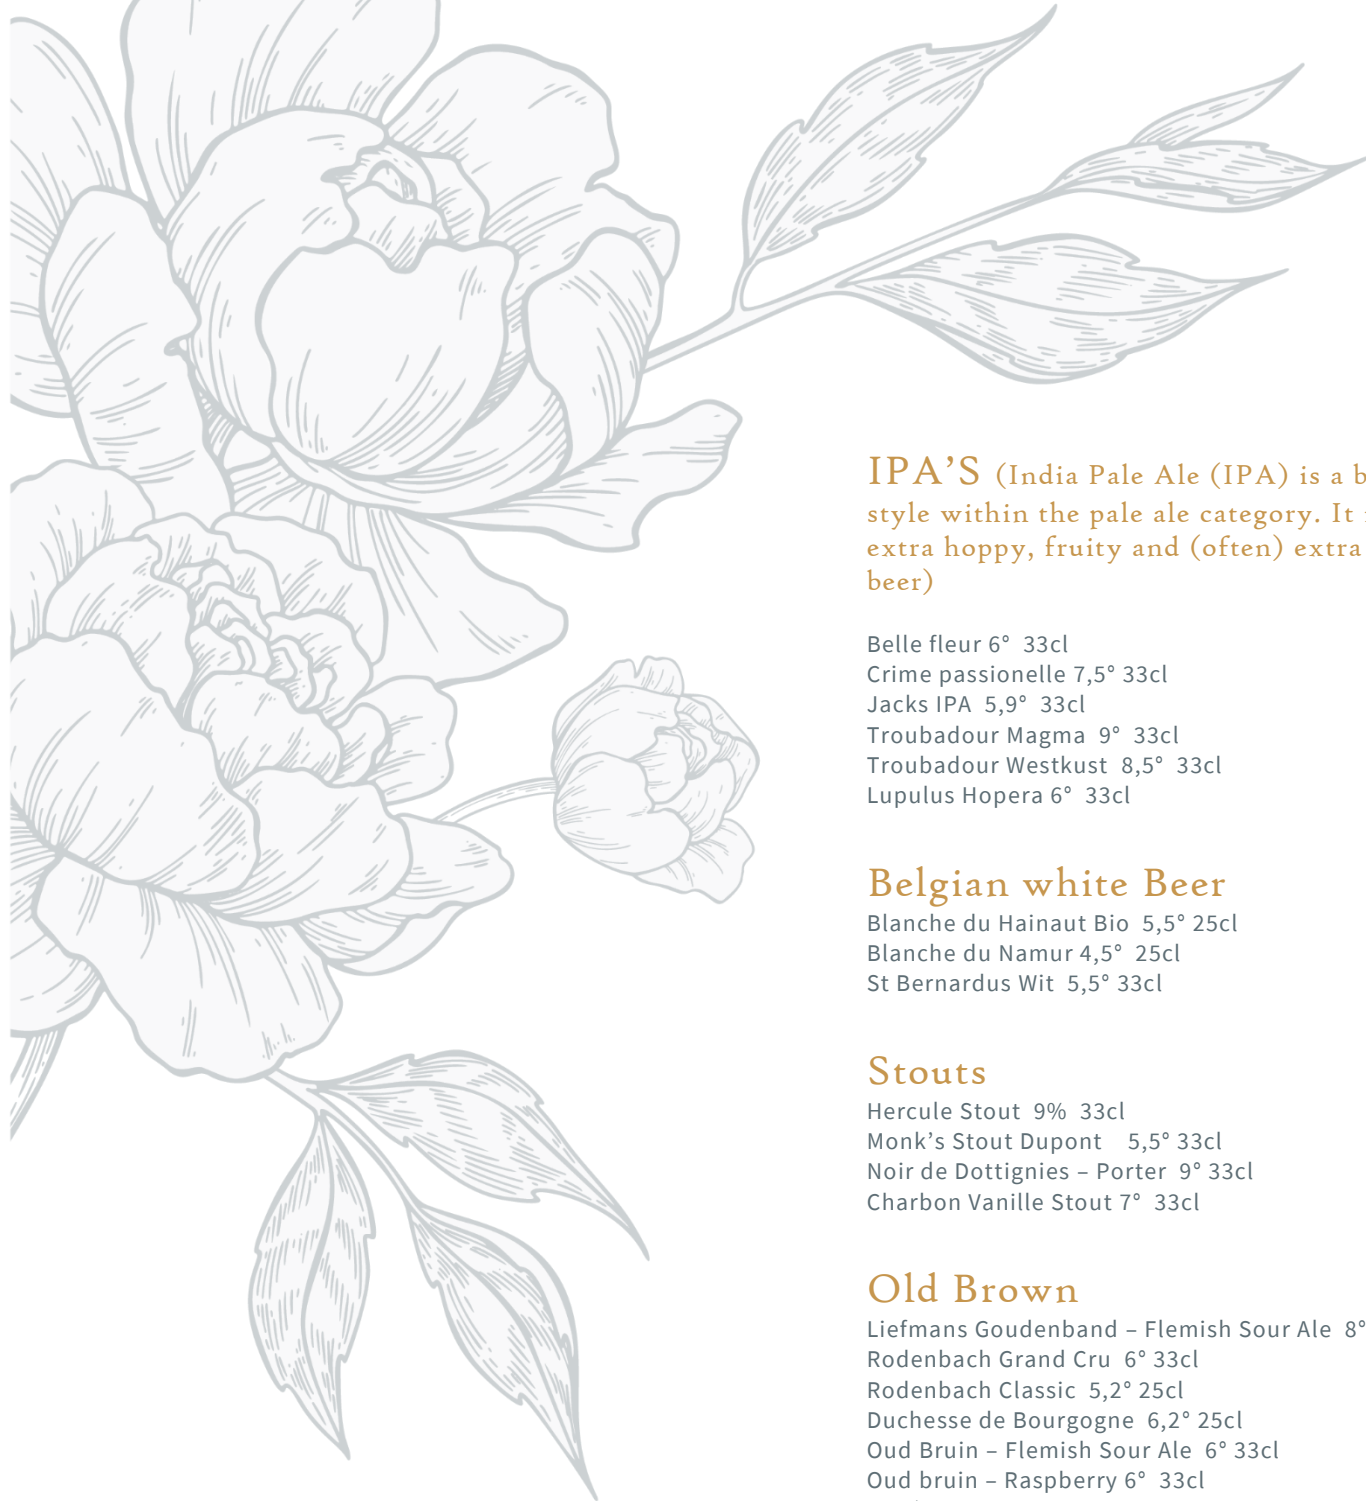 IPA’S (India Pale Ale (IPA) is a
style within the pale ale category. It
extra hoppy, fruity and (often) extra
beer)
Belle fleur 6° 33cl
Crime passionelle 7,5° 33cl
Jacks IPA 5,9° 33cl
Troubadour Magma 9° 33cl
Troubadour Westkust 8,5° 33cl
Lupulus Hopera 6° 33cl
Belgian white Beer
Blanche du Hainaut Bio 5,5° 25cl
Blanche du Namur 4,5° 25cl
St Bernardus Wit 5,5° 33cl
Stouts
Hercule Stout 9% 33cl
Monk’s Stout Dupont 5,5° 33cl
Noir de Dottignies – Porter 9° 33cl
Charbon Vanille Stout 7° 33cl
Old Brown
Liefmans Goudenband – Flemish Sour Ale 8°
Rodenbach Grand Cru 6° 33cl
Rodenbach Classic 5,2° 25cl
Duchesse de Bourgogne 6,2° 25cl
Oud Bruin – Flemish Sour Ale 6° 33cl
Oud bruin – Raspberry 6° 33cl